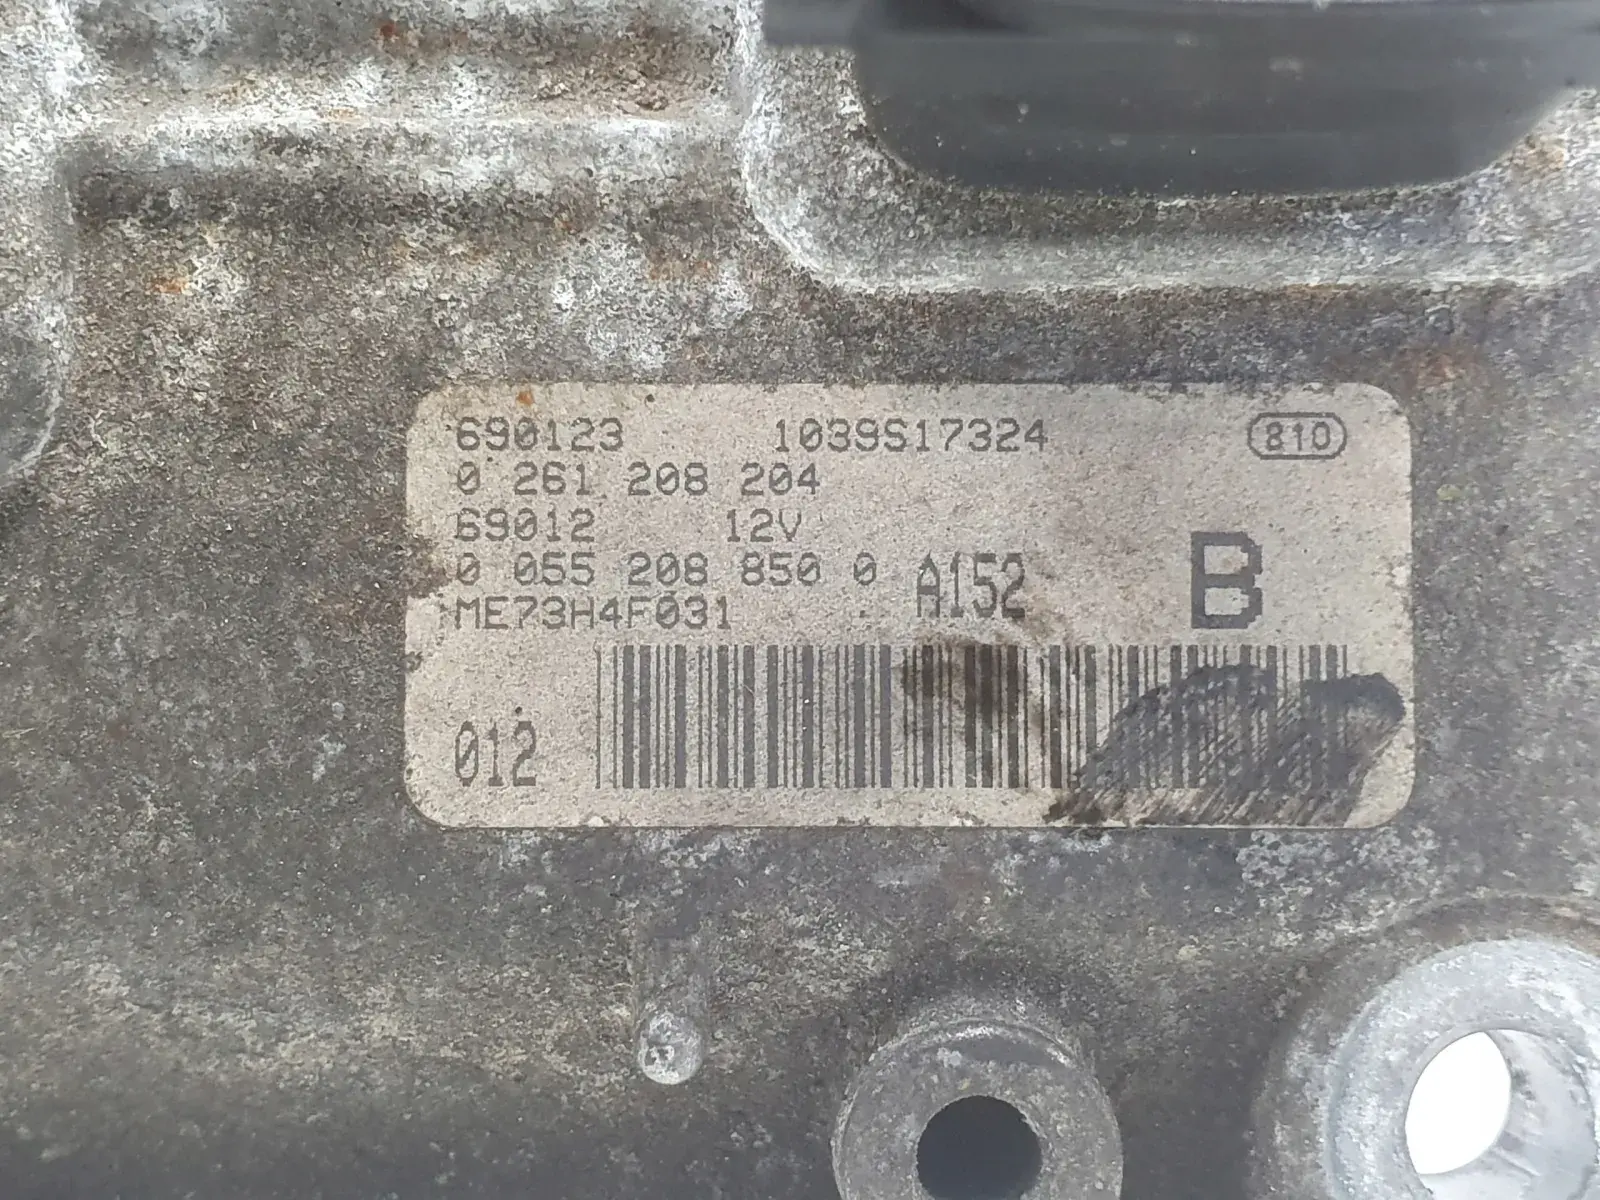 690123 1039S17324 810
0 261 208 204
69012 12V
0 055 208 850 0 A152 B
ME73H4F031
012